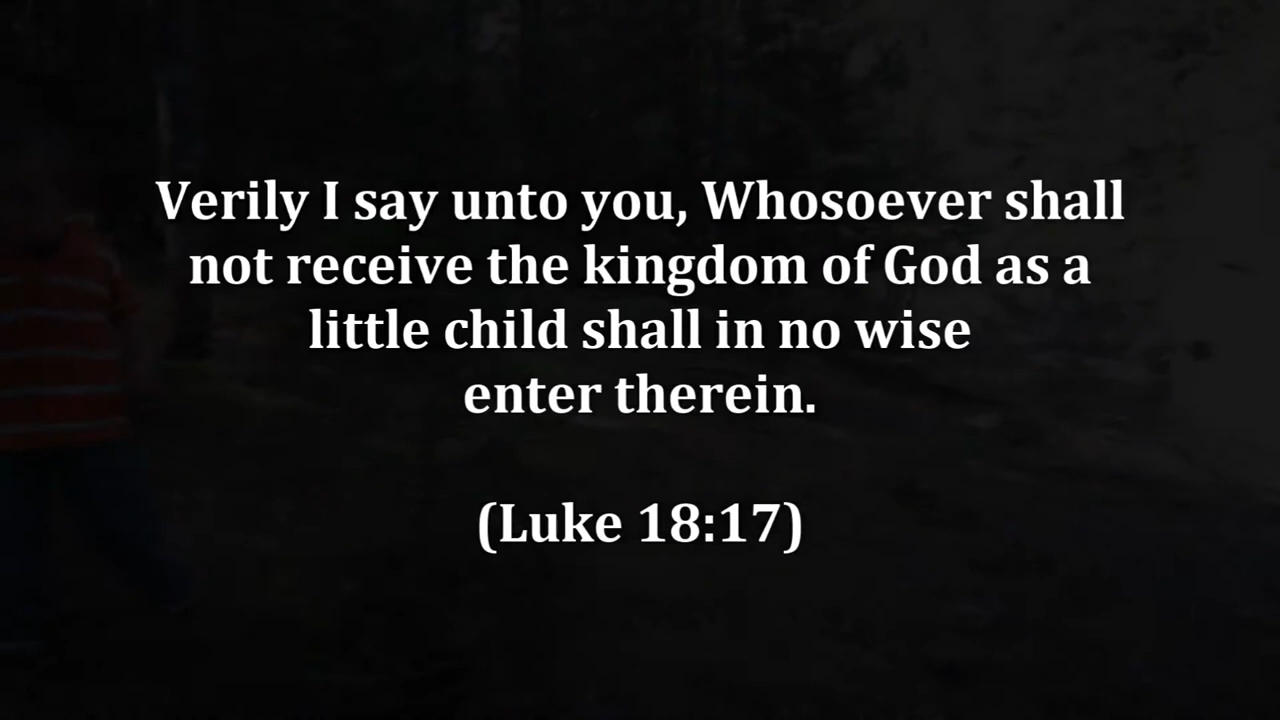 Verily I say unto you, Whosoever shall
not receive the kingdom of God as a
little child shall in no wise
enter therein.
(Luke 18:17)